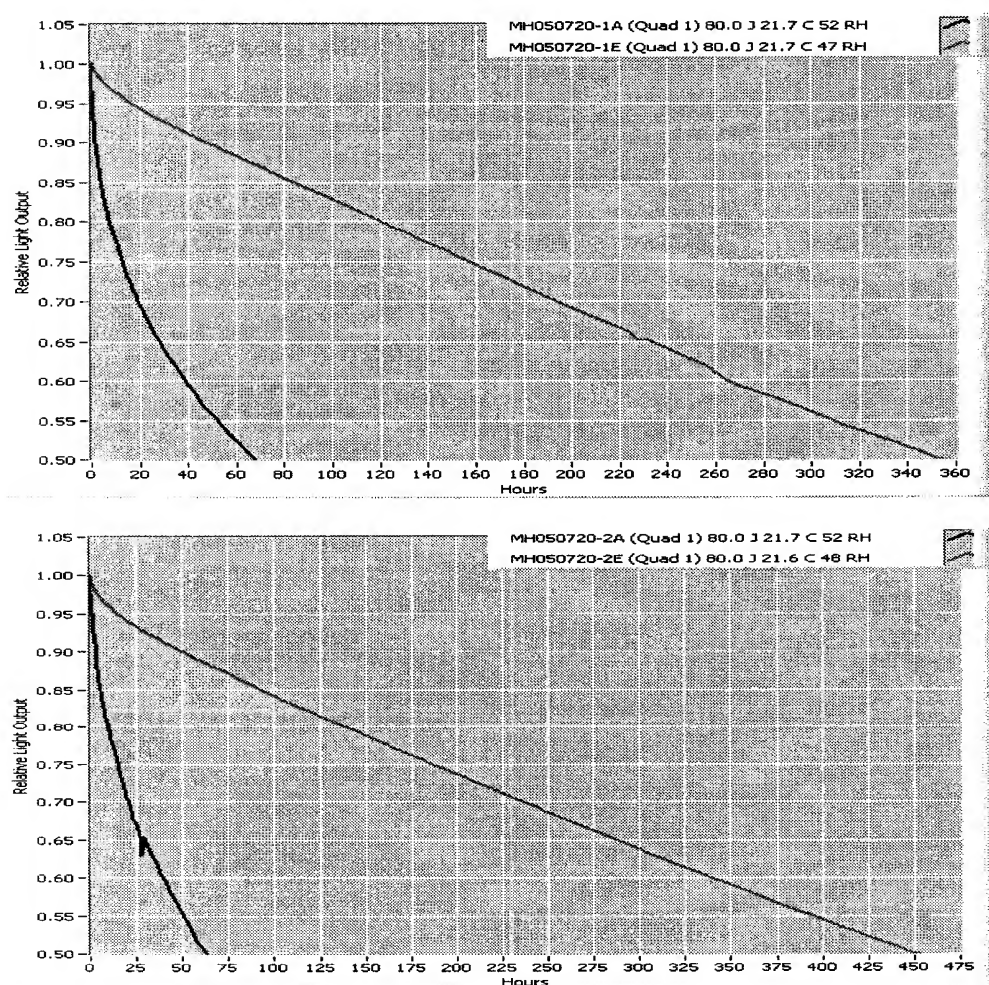 MH050720-1A (Quad 1) 80.0 J 21.7 C 52 RH
MH050720-1E (Quad 1) 80.0 J 21.7 C 47 RH
1.05
1.00
0.95
0.90
0.85
0.80
0.75
0.70
0.65
0.60
0.55
0.50
Relative Light Output
0 20 40 60 80 100 120 140 160 180 200 220 240 260 280 300 320 340 360
Hours
MH050720-2A (Quad 1) 80.0 J 21.7 C 52 RH
MH050720-2E (Quad 1) 80.0 J 21.6 C 48 RH
1.05
1.00
0.95
0.90
0.85
0.80
0.75
0.70
0.65
0.60
0.55
0.50
Relative Light Output
0 25 50 75 100 125 150 175 200 225 250 275 300 325 350 375 400 425 450 475
Hours